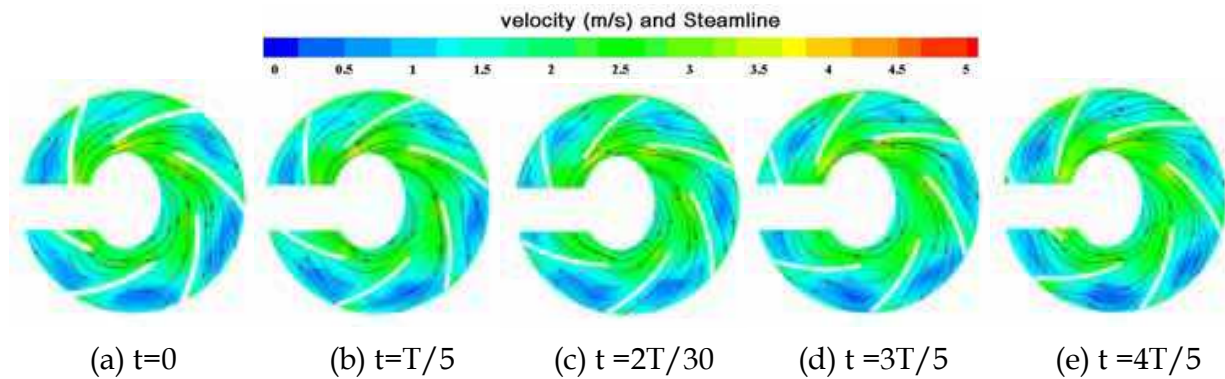 velocity (m/s) and Steamline
0 0.5 1 1.5 2 2.5 3 3.5 4 4.5 5
(a) t=0 (b) t=T/5 (c) t =2T/30 (d) t =3T/5 (e) t =4T/5